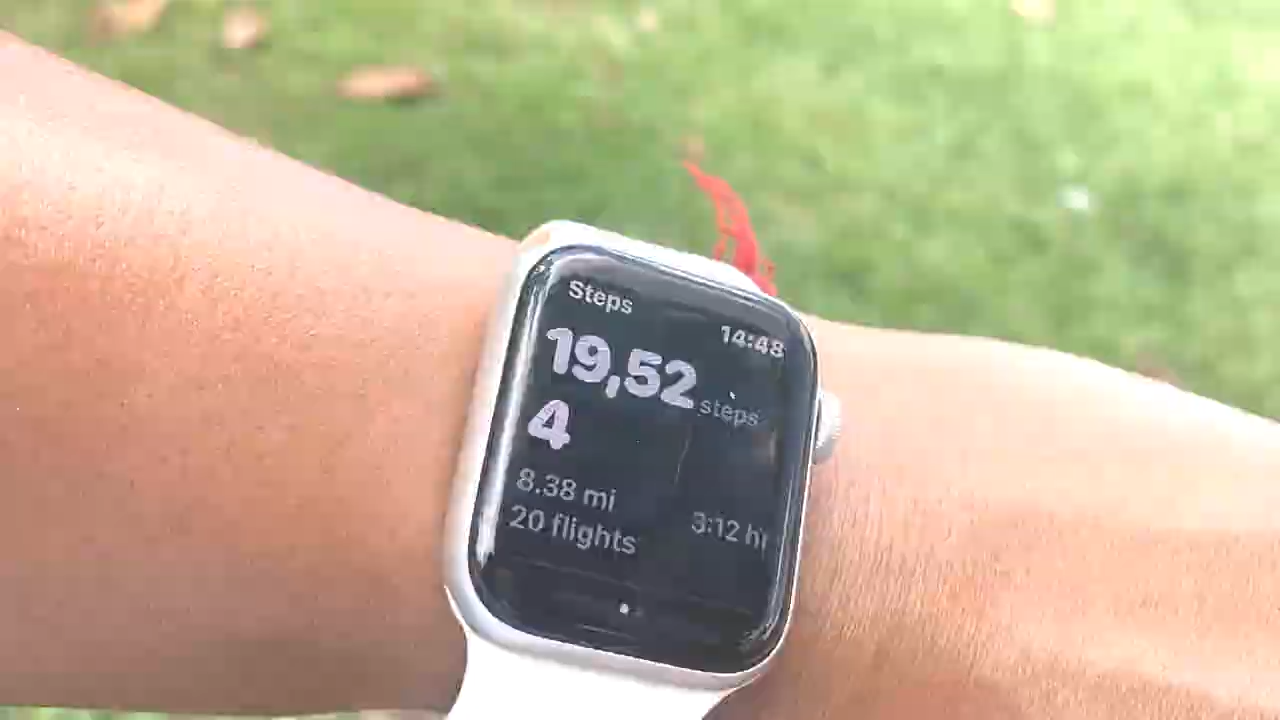 Steps
14:48
19,52
4 steps
8.38 mi
20 flights 3:12 hr